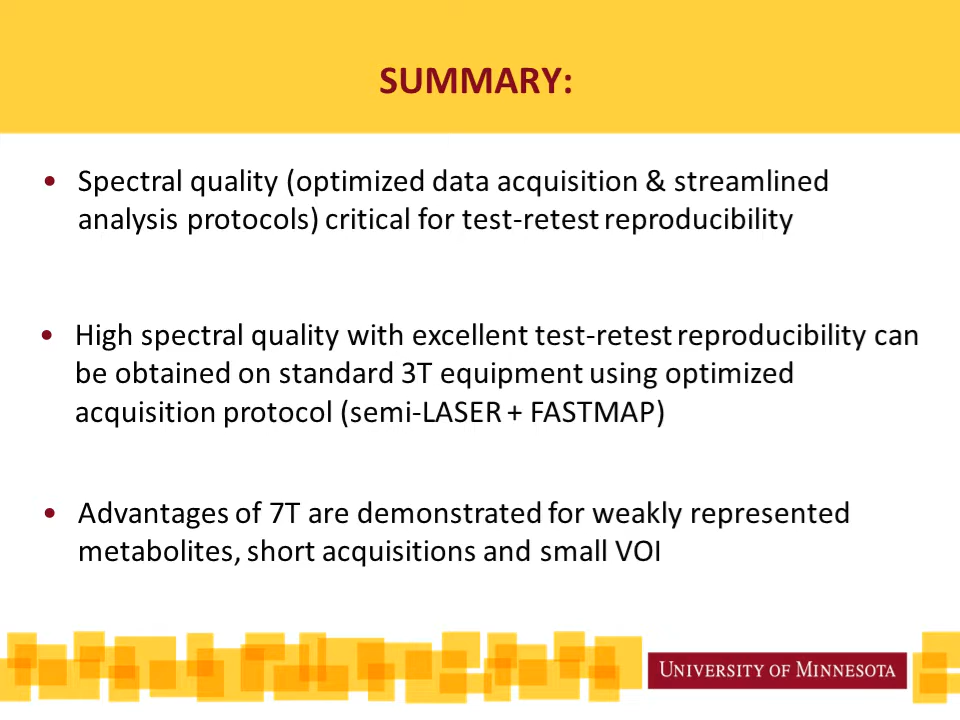 SUMMARY:
• Spectral quality (optimized data acquisition & streamlined
analysis protocols) critical for test-retest reproducibility
• High spectral quality with excellent test-retest reproducibility can
be obtained on standard 3T equipment using optimized
acquisition protocol (semi-LASER + FASTMAP)
• Advantages of 7T are demonstrated for weakly represented
metabolites, short acquisitions and small VOI
UNIVERSITY OF MINNESOTA